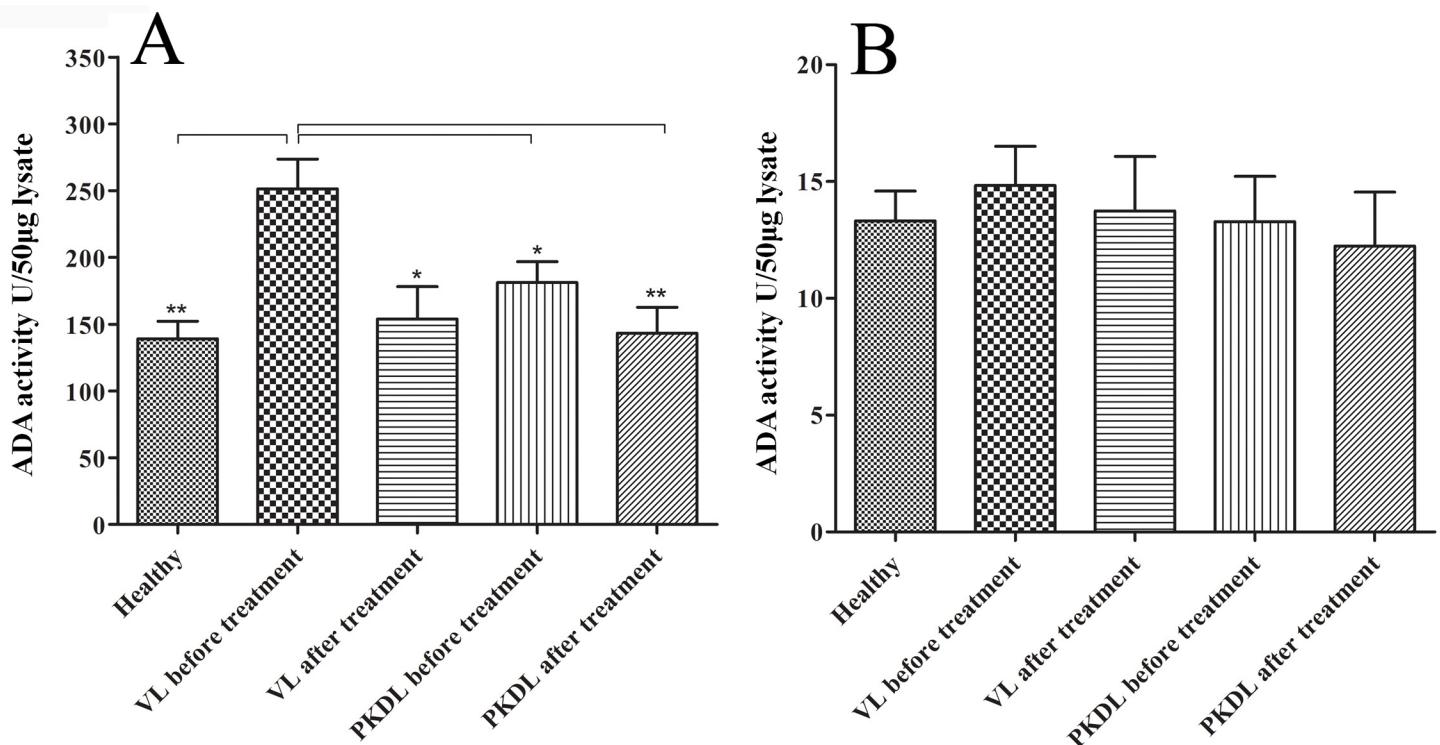 A
350
300
250
200
150
100
50
0
ADA activity U/50µg lysate
**
*
*
**
Healthy
VL before treatment
VL after treatment
PKDL before treatment
PKDL after treatment
B
20
15
10
5
0
ADA activity U/50µg lysate
Healthy
VL before treatment
VL after treatment
PKDL before treatment
PKDL after treatment